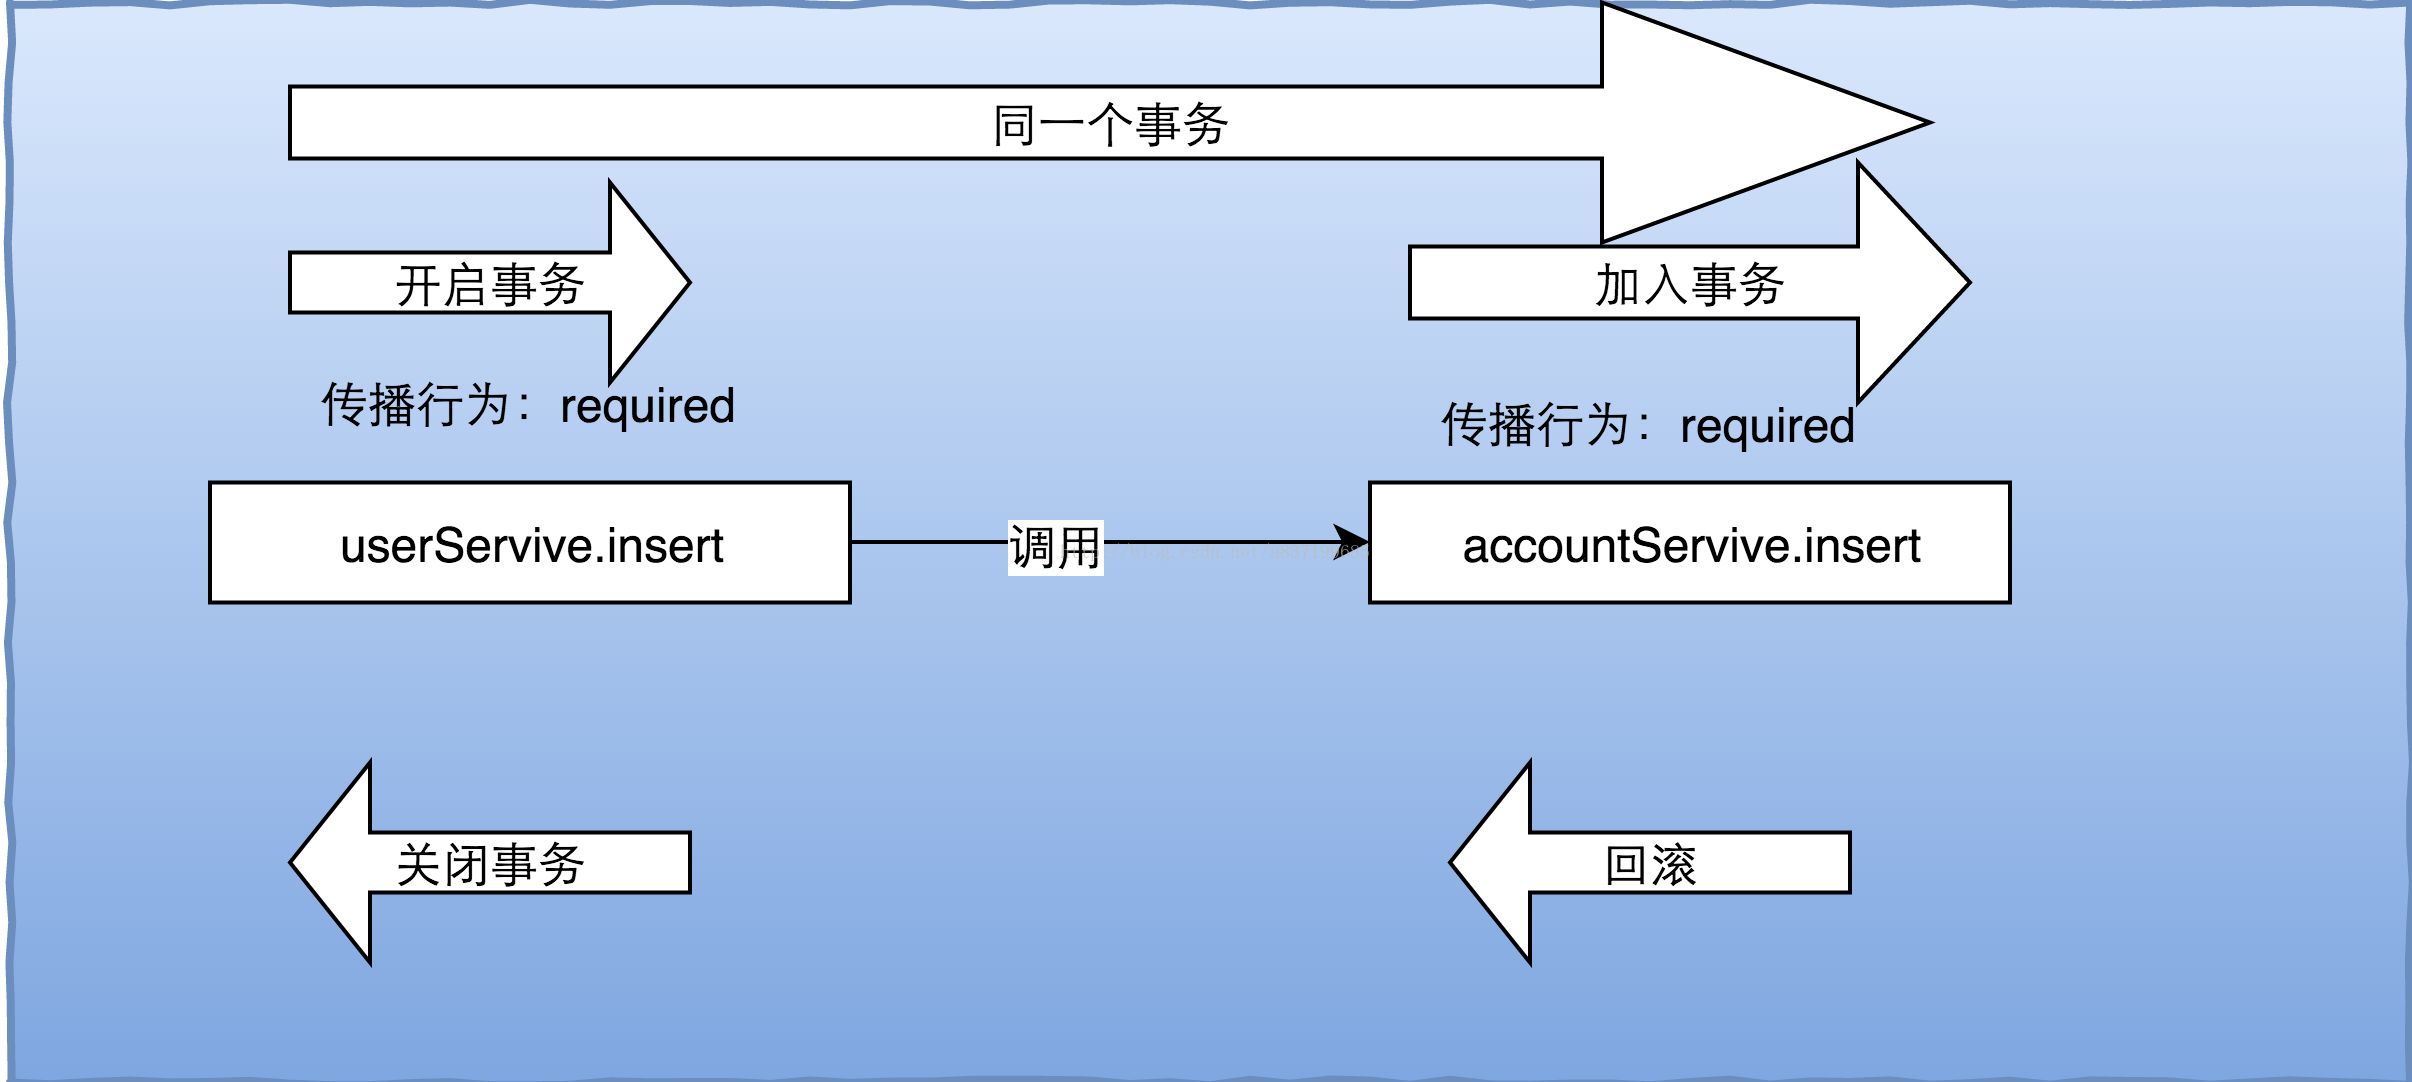 同一个事务
开启事务
加入事务
传播行为：required
传播行为：required
userServive.insert
调用
accountServive.insert
关闭事务
回滚